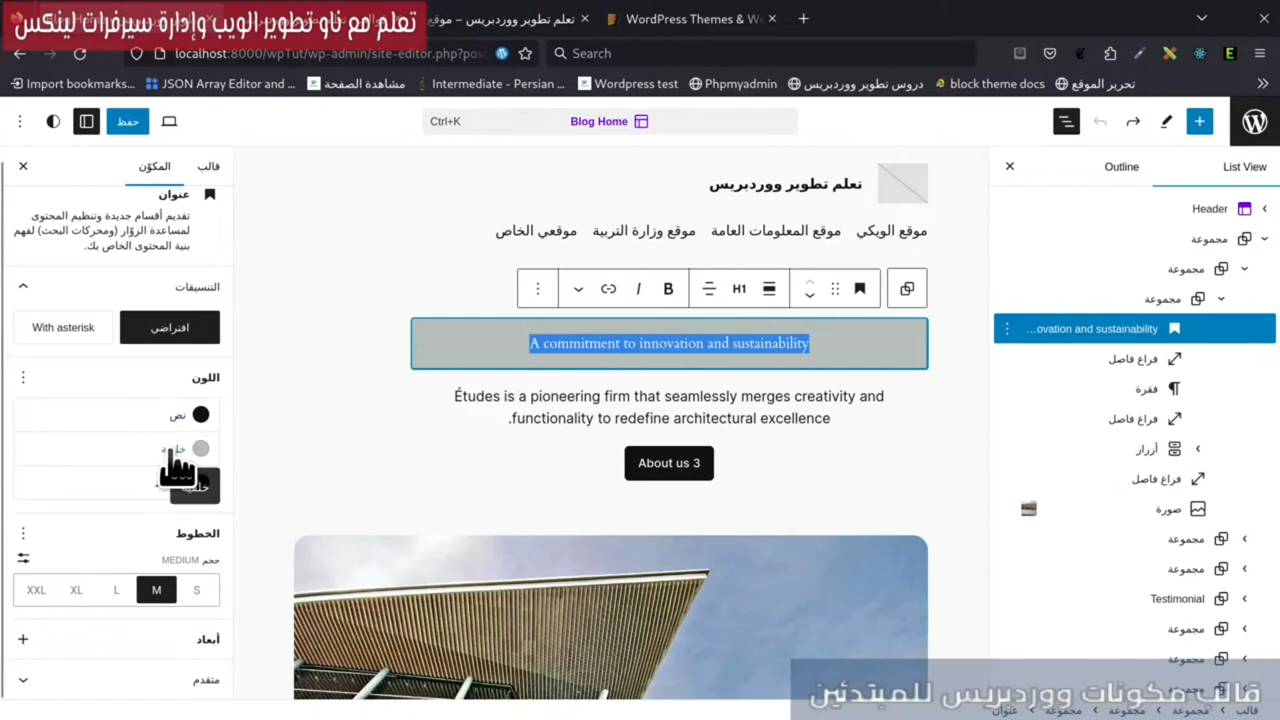 تعلم مع ناو تطوير الويب وإدارة سيرفرات لينكس
تعلم تطوير ووردبريس – موقع
WordPress Themes & We
localhost:8000/wpTut/wp-admin/site-editor.php?post
Search
Import bookmarks...
JSON Array Editor and ...
مشاهدة الصفحة
Intermediate - Persian ...
Wordpress test
Phpmyadmin
دروس تطوير ووردبريس
block theme docs
تحرير الموقع
حفظ
Ctrl+K
Blog Home
قالب
المكوّن
عنوان
تقديم أقسام جديدة وتنظيم المحتوى
لمساعدة الزوّار (ومحركات البحث) لفهم
بنية المحتوى الخاص بك.
التنسيقات
افتراضي
With asterisk
اللون
نص
خلفية
الخطوط
حجم MEDIUM
S
M
L
XL
XXL
أبعاد
متقدم
تعلم تطوير ووردبريس
موقع الويكي
موقع المعلومات العامة
موقع وزارة التربية
موقعي الخاص
B
I
H1
A commitment to innovation and sustainability
Études is a pioneering firm that seamlessly merges creativity and
functionality to redefine architectural excellence.
About us 3
Outline
List View
Header
مجموعة
مجموعة
مجموعة
...ovation and sustainability
فراغ فاصل
فقرة
فراغ فاصل
أزرار
فراغ فاصل
صورة
مجموعة
مجموعة
Testimonial
مجموعة
مجموعة
قالب مكونات ووردبريس للمبتدئين
قالب
مجموعة
مجموعة
مجموعة
عنوان